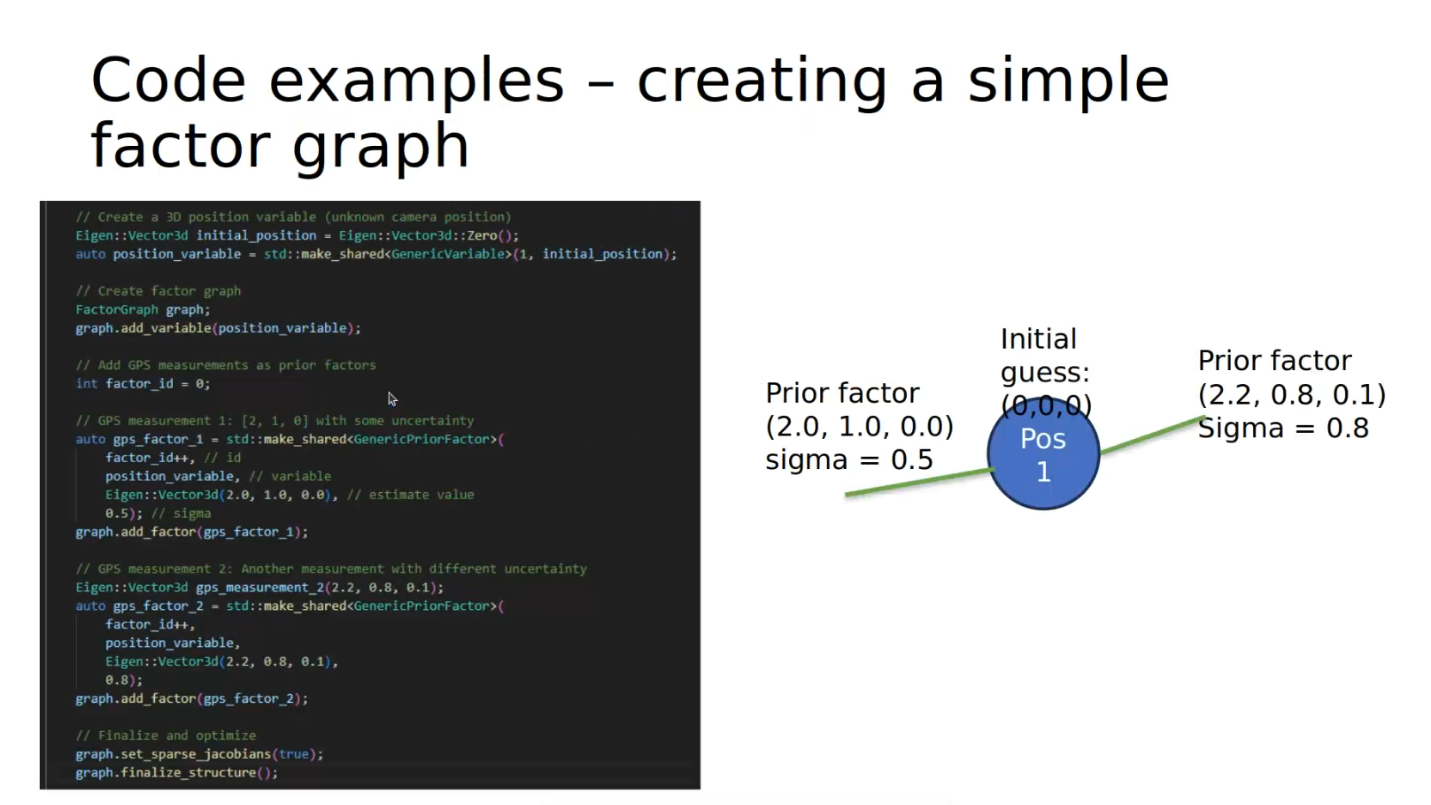 Code examples – creating a simple
factor graph
// Create a 3D position variable (unknown camera position)
Eigen::Vector3d initial_position = Eigen::Vector3d::Zero();
auto position_variable = std::make_shared<GenericVariable>(1, initial_position);
// Create factor graph
FactorGraph graph;
graph.add_variable(position_variable);
// Add GPS measurements as prior factors
int factor_id = 0;
// GPS measurement 1: [2, 1, 0] with some uncertainty
auto gps_factor_1 = std::make_shared<GenericPriorFactor>(
factor_id++, // id
position_variable, // variable
Eigen::Vector3d(2.0, 1.0, 0.0), // estimate value
0.5); // sigma
graph.add_factor(gps_factor_1);
// GPS measurement 2: Another measurement with different uncertainty
Eigen::Vector3d gps_measurement_2(2.2, 0.8, 0.1);
auto gps_factor_2 = std::make_shared<GenericPriorFactor>(
factor_id++,
position_variable,
Eigen::Vector3d(2.2, 0.8, 0.1),
0.8);
graph.add_factor(gps_factor_2);
// Finalize and optimize
graph.set_sparse_jacobians(true);
graph.finalize_structure();
Prior factor
(2.0, 1.0, 0.0)
sigma = 0.5
Initial
guess:
(0,0,0)
Pos
1
Prior factor
(2.2, 0.8, 0.1)
Sigma = 0.8